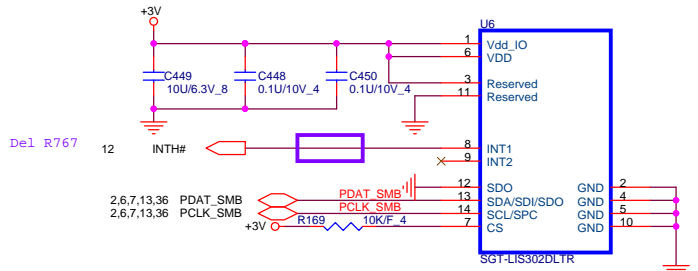 +3V
U6
1 Vdd_IO
6 VDD
C449
10U/6.3V_8
C448
0.1U/10V_4
C450
0.1U/10V_4
3 Reserved
11 Reserved
Del R767
12 INTH#
8 INT1
9 INT2
12 SDO
GND 2
2,6,7,13,36 PDAT_SMB
PDAT_SMB
13 SDA/SDI/SDO
GND 4
2,6,7,13,36 PCLK_SMB
PCLK_SMB
14 SCL/SPC
GND 5
+3V
R169 10K/F_4
7 CS
GND 10
SGT-LIS302DLTR